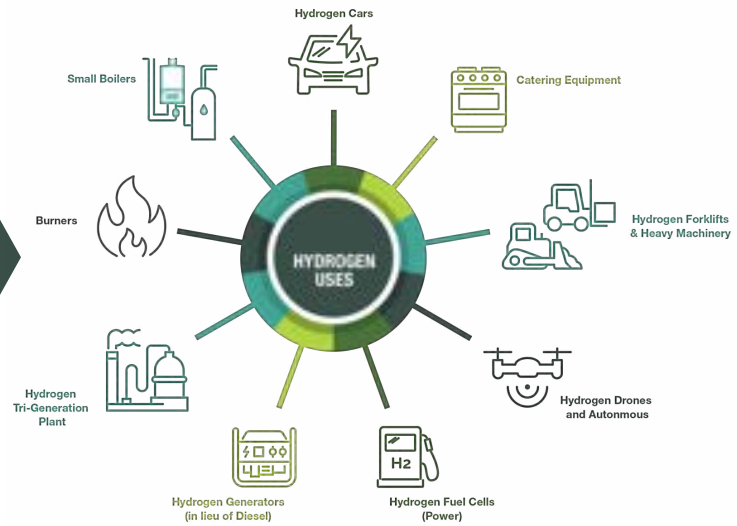 Hydrogen Cars
Small Boilers
Catering Equipment
Burners
Hydrogen Forklifts
& Heavy Machinery
HYDROGEN
USES
Hydrogen
Tri-Generation
Plant
Hydrogen Drones
and Autonmous
H2
Hydrogen Generators
(in lieu of Diesel)
Hydrogen Fuel Cells
(Power)